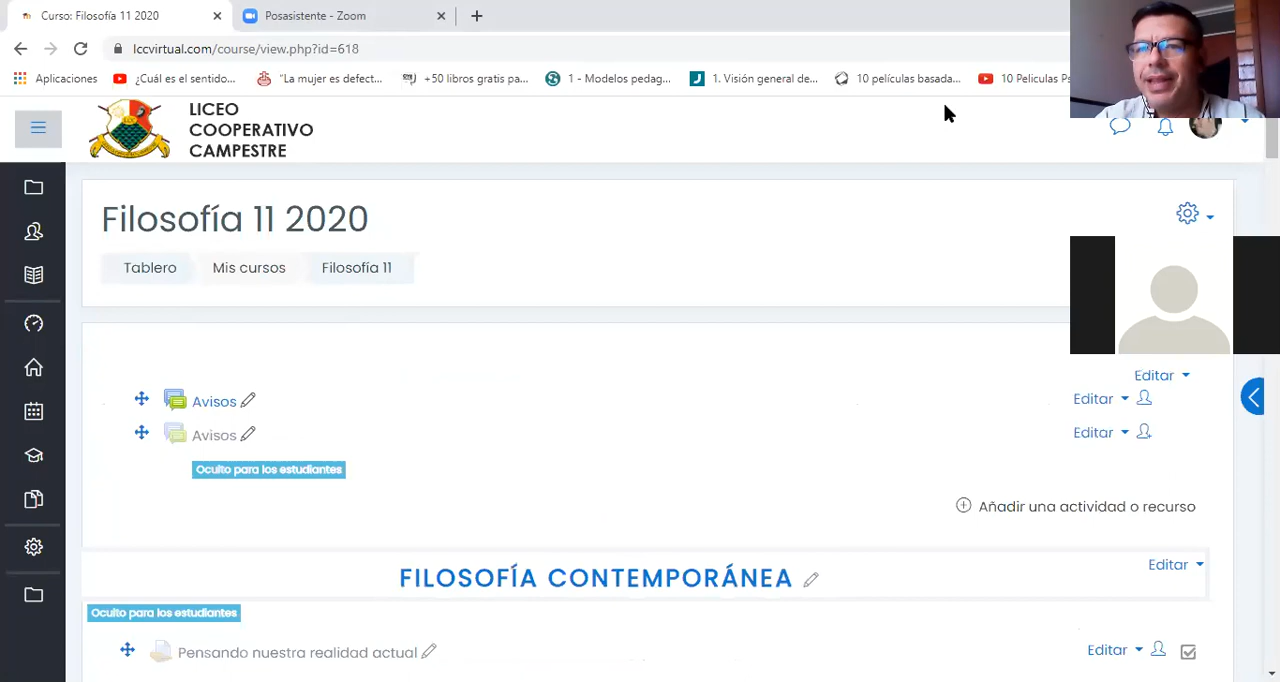 Curso: Filosofía 11 2020
Posasistente - Zoom
lccvirtual.com/course/view.php?id=618
Aplicaciones
¿Cuál es el sentido...
"La mujer es defect...
+50 libros gratis pa...
1 - Modelos pedag...
1. Visión general de...
10 películas basada...
10 Peliculas Ps
LICEO
COOPERATIVO
CAMPESTRE
Filosofía 11 2020
Tablero
Mis cursos
Filosofía 11
Editar
Avisos
Editar
Avisos
Editar
Oculto para los estudiantes
Añadir una actividad o recurso
FILOSOFÍA CONTEMPORÁNEA
Editar
Oculto para los estudiantes
Pensando nuestra realidad actual
Editar